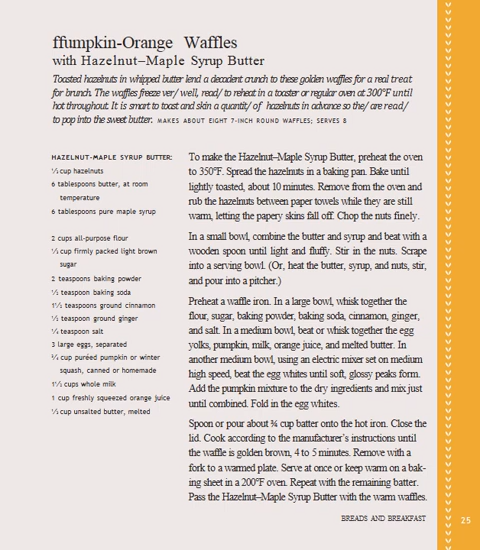 ffumpkin-Orange Waffles
with Hazelnut–Maple Syrup Butter
Toasted hazelnuts in whipped butter lend a decadent crunch to these golden waffles for a real treat
for brunch. The waffles freeze ver/ well, read/ to reheat in a toaster or regular oven at 300°F until
hot throughout. It is smart to toast and skin a quantit/ of hazelnuts in advance so the/ are read/
to pop into the sweet butter. MAKES ABOUT EIGHT 7-INCH ROUND WAFFLES; SERVES 8
HAZELNUT-MAPLE SYRUP BUTTER:
⅓ cup hazelnuts
6 tablespoons butter, at room
temperature
6 tablespoons pure maple syrup
2 cups all-purpose flour
⅓ cup firmly packed light brown
sugar
2 teaspoons baking powder
½ teaspoon baking soda
1½ teaspoons ground cinnamon
½ teaspoon ground ginger
¼ teaspoon salt
3 large eggs, separated
¾ cup puréed pumpkin or winter
squash, canned or homemade
1½ cups whole milk
1 cup freshly squeezed orange juice
½ cup unsalted butter, melted
To make the Hazelnut–Maple Syrup Butter, preheat the oven
to 350°F. Spread the hazelnuts in a baking pan. Bake until
lightly toasted, about 10 minutes. Remove from the oven and
rub the hazelnuts between paper towels while they are still
warm, letting the papery skins fall off. Chop the nuts finely.
In a small bowl, combine the butter and syrup and beat with a
wooden spoon until light and fluffy. Stir in the nuts. Scrape
into a serving bowl. (Or, heat the butter, syrup, and nuts, stir,
and pour into a pitcher.)
Preheat a waffle iron. In a large bowl, whisk together the
flour, sugar, baking powder, baking soda, cinnamon, ginger,
and salt. In a medium bowl, beat or whisk together the egg
yolks, pumpkin, milk, orange juice, and melted butter. In
another medium bowl, using an electric mixer set on medium
high speed, beat the egg whites until soft, glossy peaks form.
Add the pumpkin mixture to the dry ingredients and mix just
until combined. Fold in the egg whites.
Spoon or pour about ¾ cup batter onto the hot iron. Close the
lid. Cook according to the manufacturer's instructions until
the waffle is golden brown, 4 to 5 minutes. Remove with a
fork to a warmed plate. Serve at once or keep warm on a bak-
ing sheet in a 200°F oven. Repeat with the remaining batter.
Pass the Hazelnut–Maple Syrup Butter with the warm waffles.
BREADS AND BREAKFAST 25